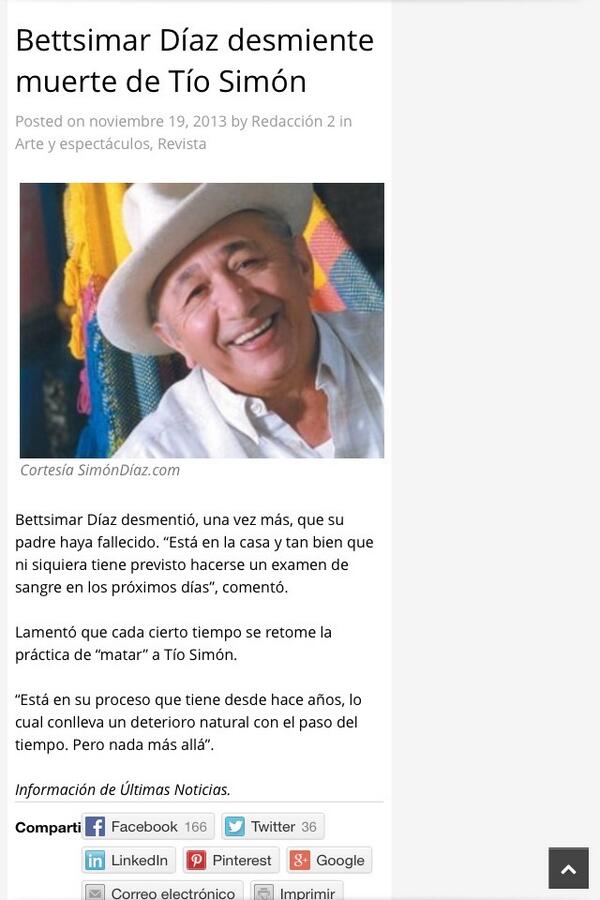 Bettsimar Díaz desmiente
muerte de Tío Simón
Posted on noviembre 19, 2013 by Redacción 2 in
Arte y espectáculos, Revista
Cortesía SimónDíaz.com
Bettsimar Díaz desmentió, una vez más, que su
padre haya fallecido. “Está en la casa y tan bien que
ni siquiera tiene previsto hacerse un examen de
sangre en los próximos días”, comentó.
Lamentó que cada cierto tiempo se retome la
práctica de “matar” a Tío Simón.
“Está en su proceso que tiene desde hace años, lo
cual conlleva un deterioro natural con el paso del
tiempo. Pero nada más allá”.
Información de Últimas Noticias.
Comparti Facebook 166 Twitter 36
LinkedIn Pinterest Google
Correo electrónico Imprimir